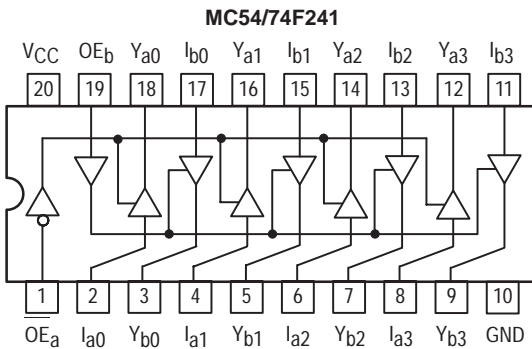 MC54/74F241
VCC OEb Ya0 Ib0 Ya1 Ib1 Ya2 Ib2 Ya3 Ib3
20 19 18 17 16 15 14 13 12 11
1 2 3 4 5 6 7 8 9 10
O̅E̅a Ia0 Yb0 Ia1 Yb1 Ia2 Yb2 Ia3 Yb3 GND